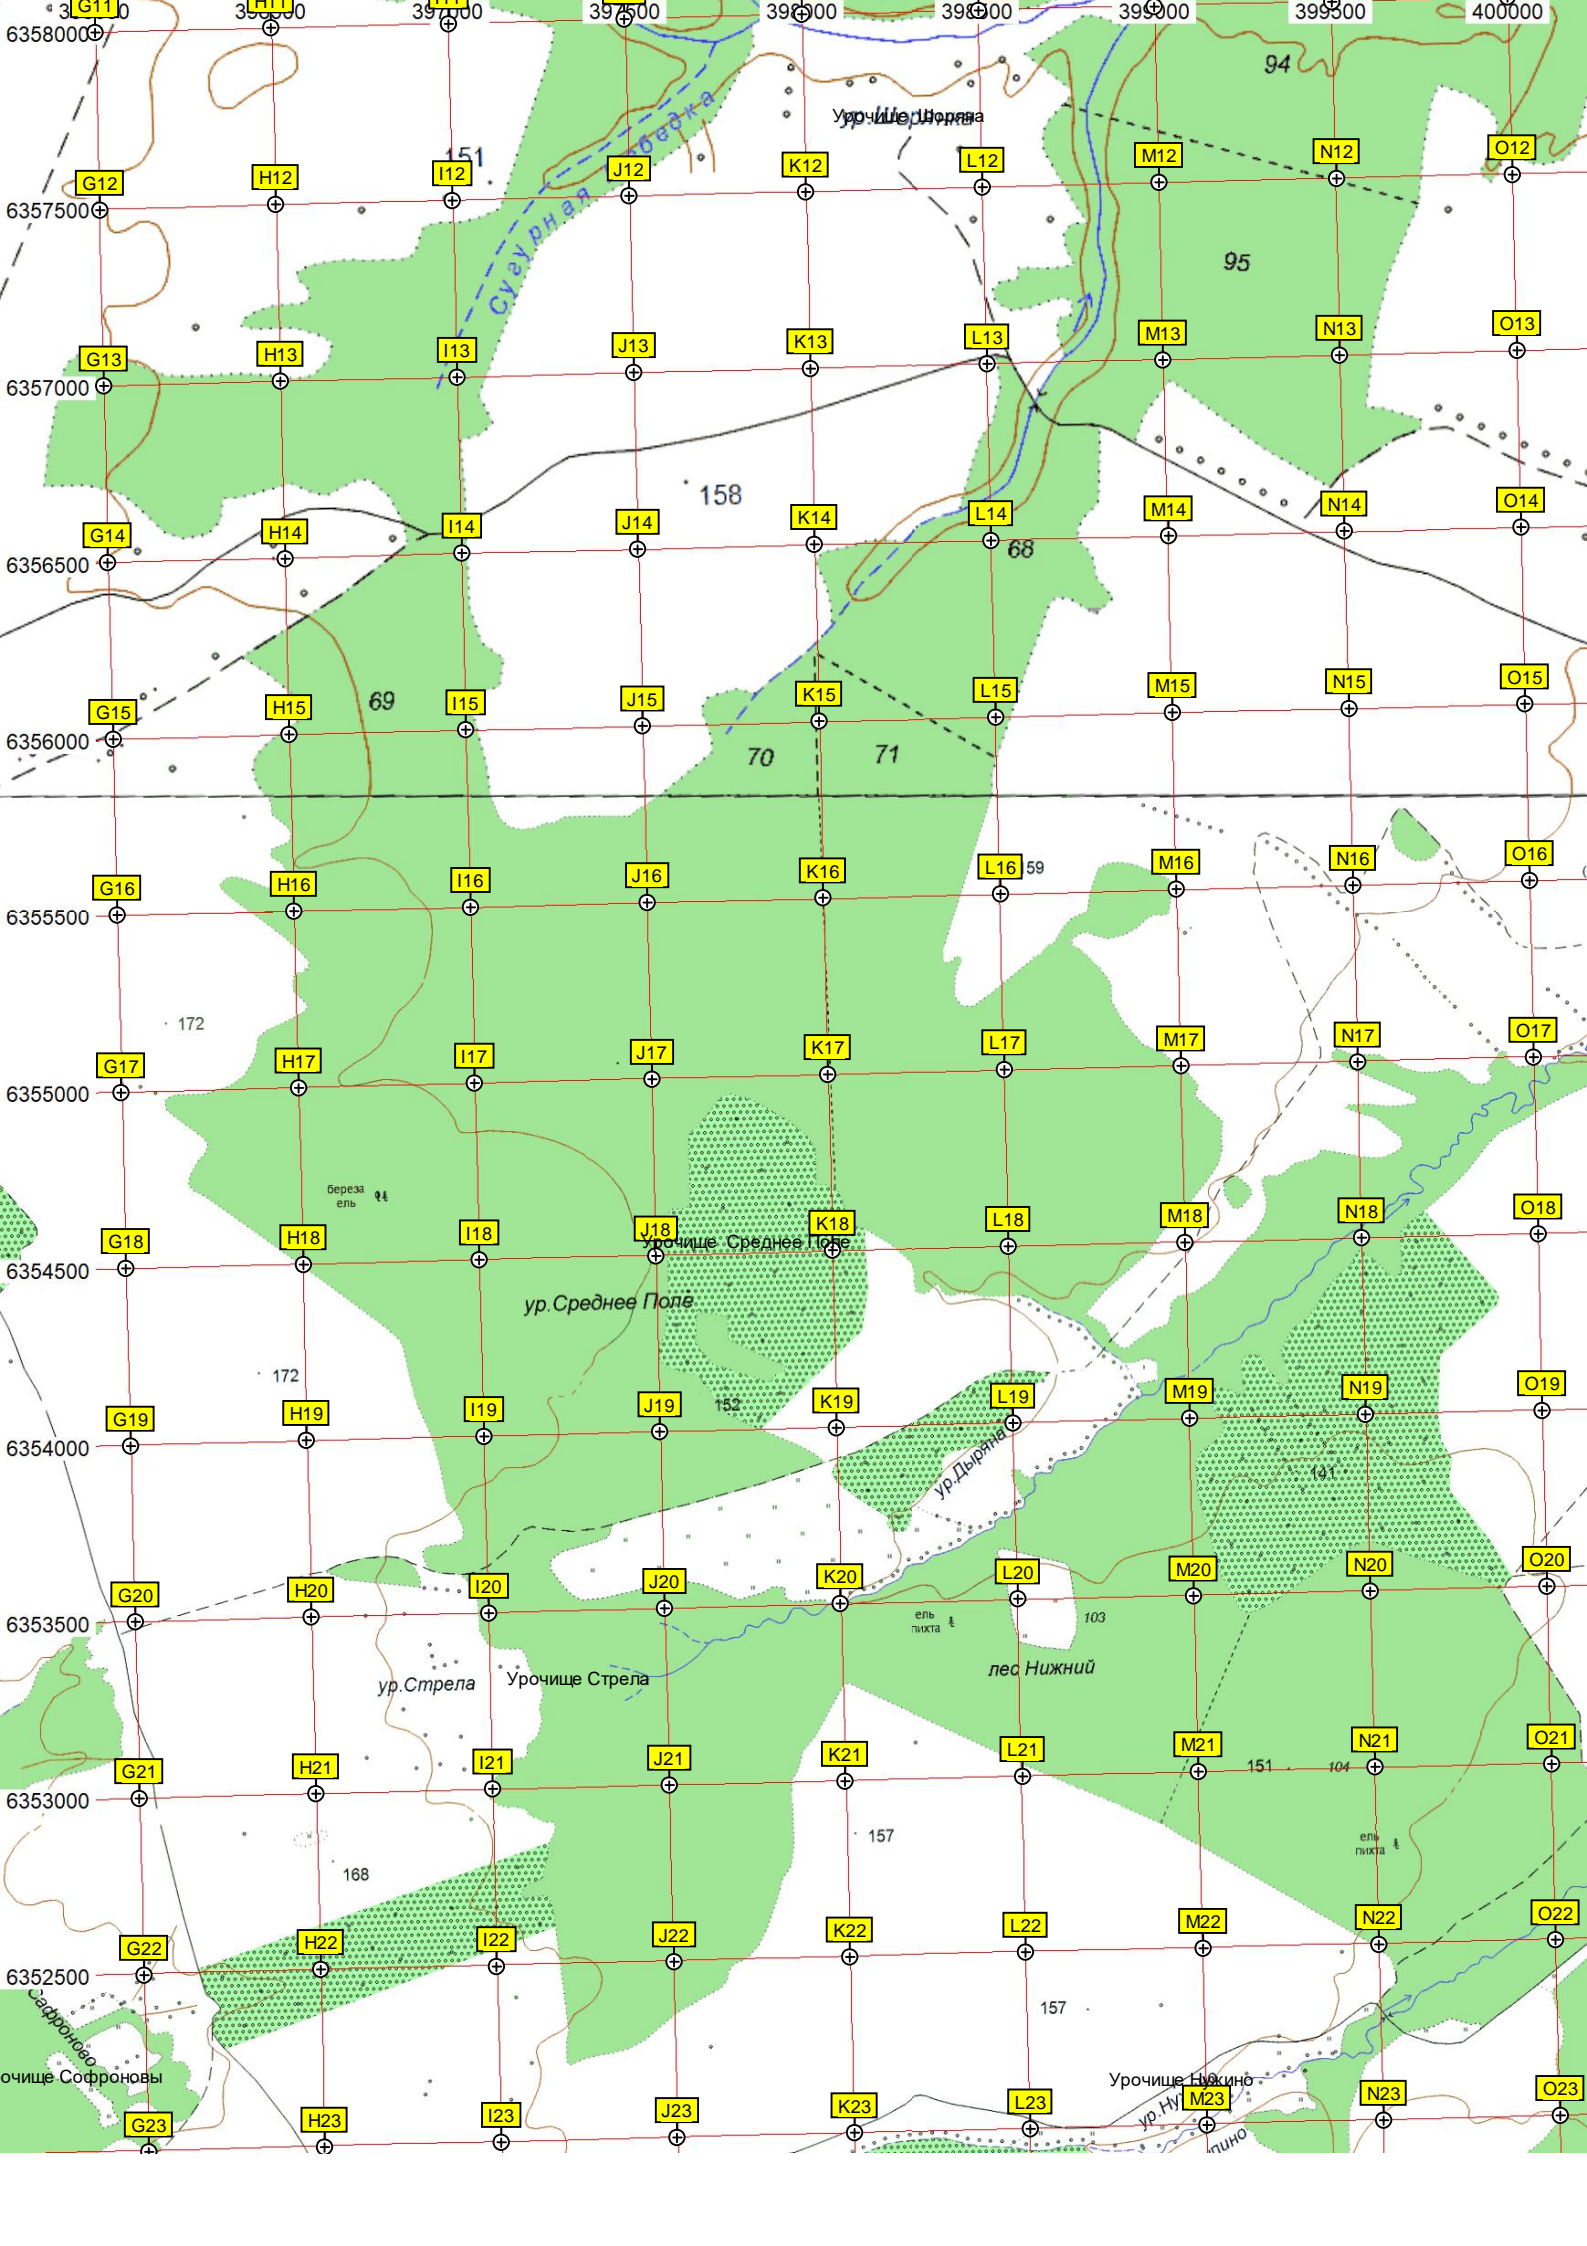 G11 H11
397000 397500 398000 399000 399500 400000
6358000
94
Урочище Шоряна
151
G12 H12 I12 J12 K12 L12 M12 N12 O12
6357500
Сугурная
95
G13 H13 I13 J13 K13 L13 M13 N13 O13
6357000
158
G14 H14 I14 J14 K14 L14 M14 N14 O14
68
6356500
69
G15 H15 I15 J15 K15 L15 M15 N15 O15
6356000
70 71
G16 H16 I16 J16 K16 L16 159 M16 N16 O16
6355500
172
G17 H17 I17 J17 K17 L17 M17 N17 O17
6355000
береза
ель
G18 H18 I18 J18 K18 L18 M18 N18 O18
Урочище Среднее Поле
6354500
ур.Среднее Поле
172
G19 H19 I19 J19 152 K19 L19 M19 N19 O19
6354000
ур.Дыряна
141
G20 H20 I20 J20 K20 L20 M20 N20 O20
6353500
ель
пихта
103
лес Нижний
ур.Стрела
Урочище Стрела
G21 H21 I21 J21 K21 L21 M21 N21 O21
151 104
6353000
157
ель
пихта
168
G22 H22 I22 J22 K22 L22 M22 N22 O22
6352500
Сафроново
157
очище Софроновы
Урочище Нужино
G23 H23 I23 J23 K23 L23 M23 N23 O23